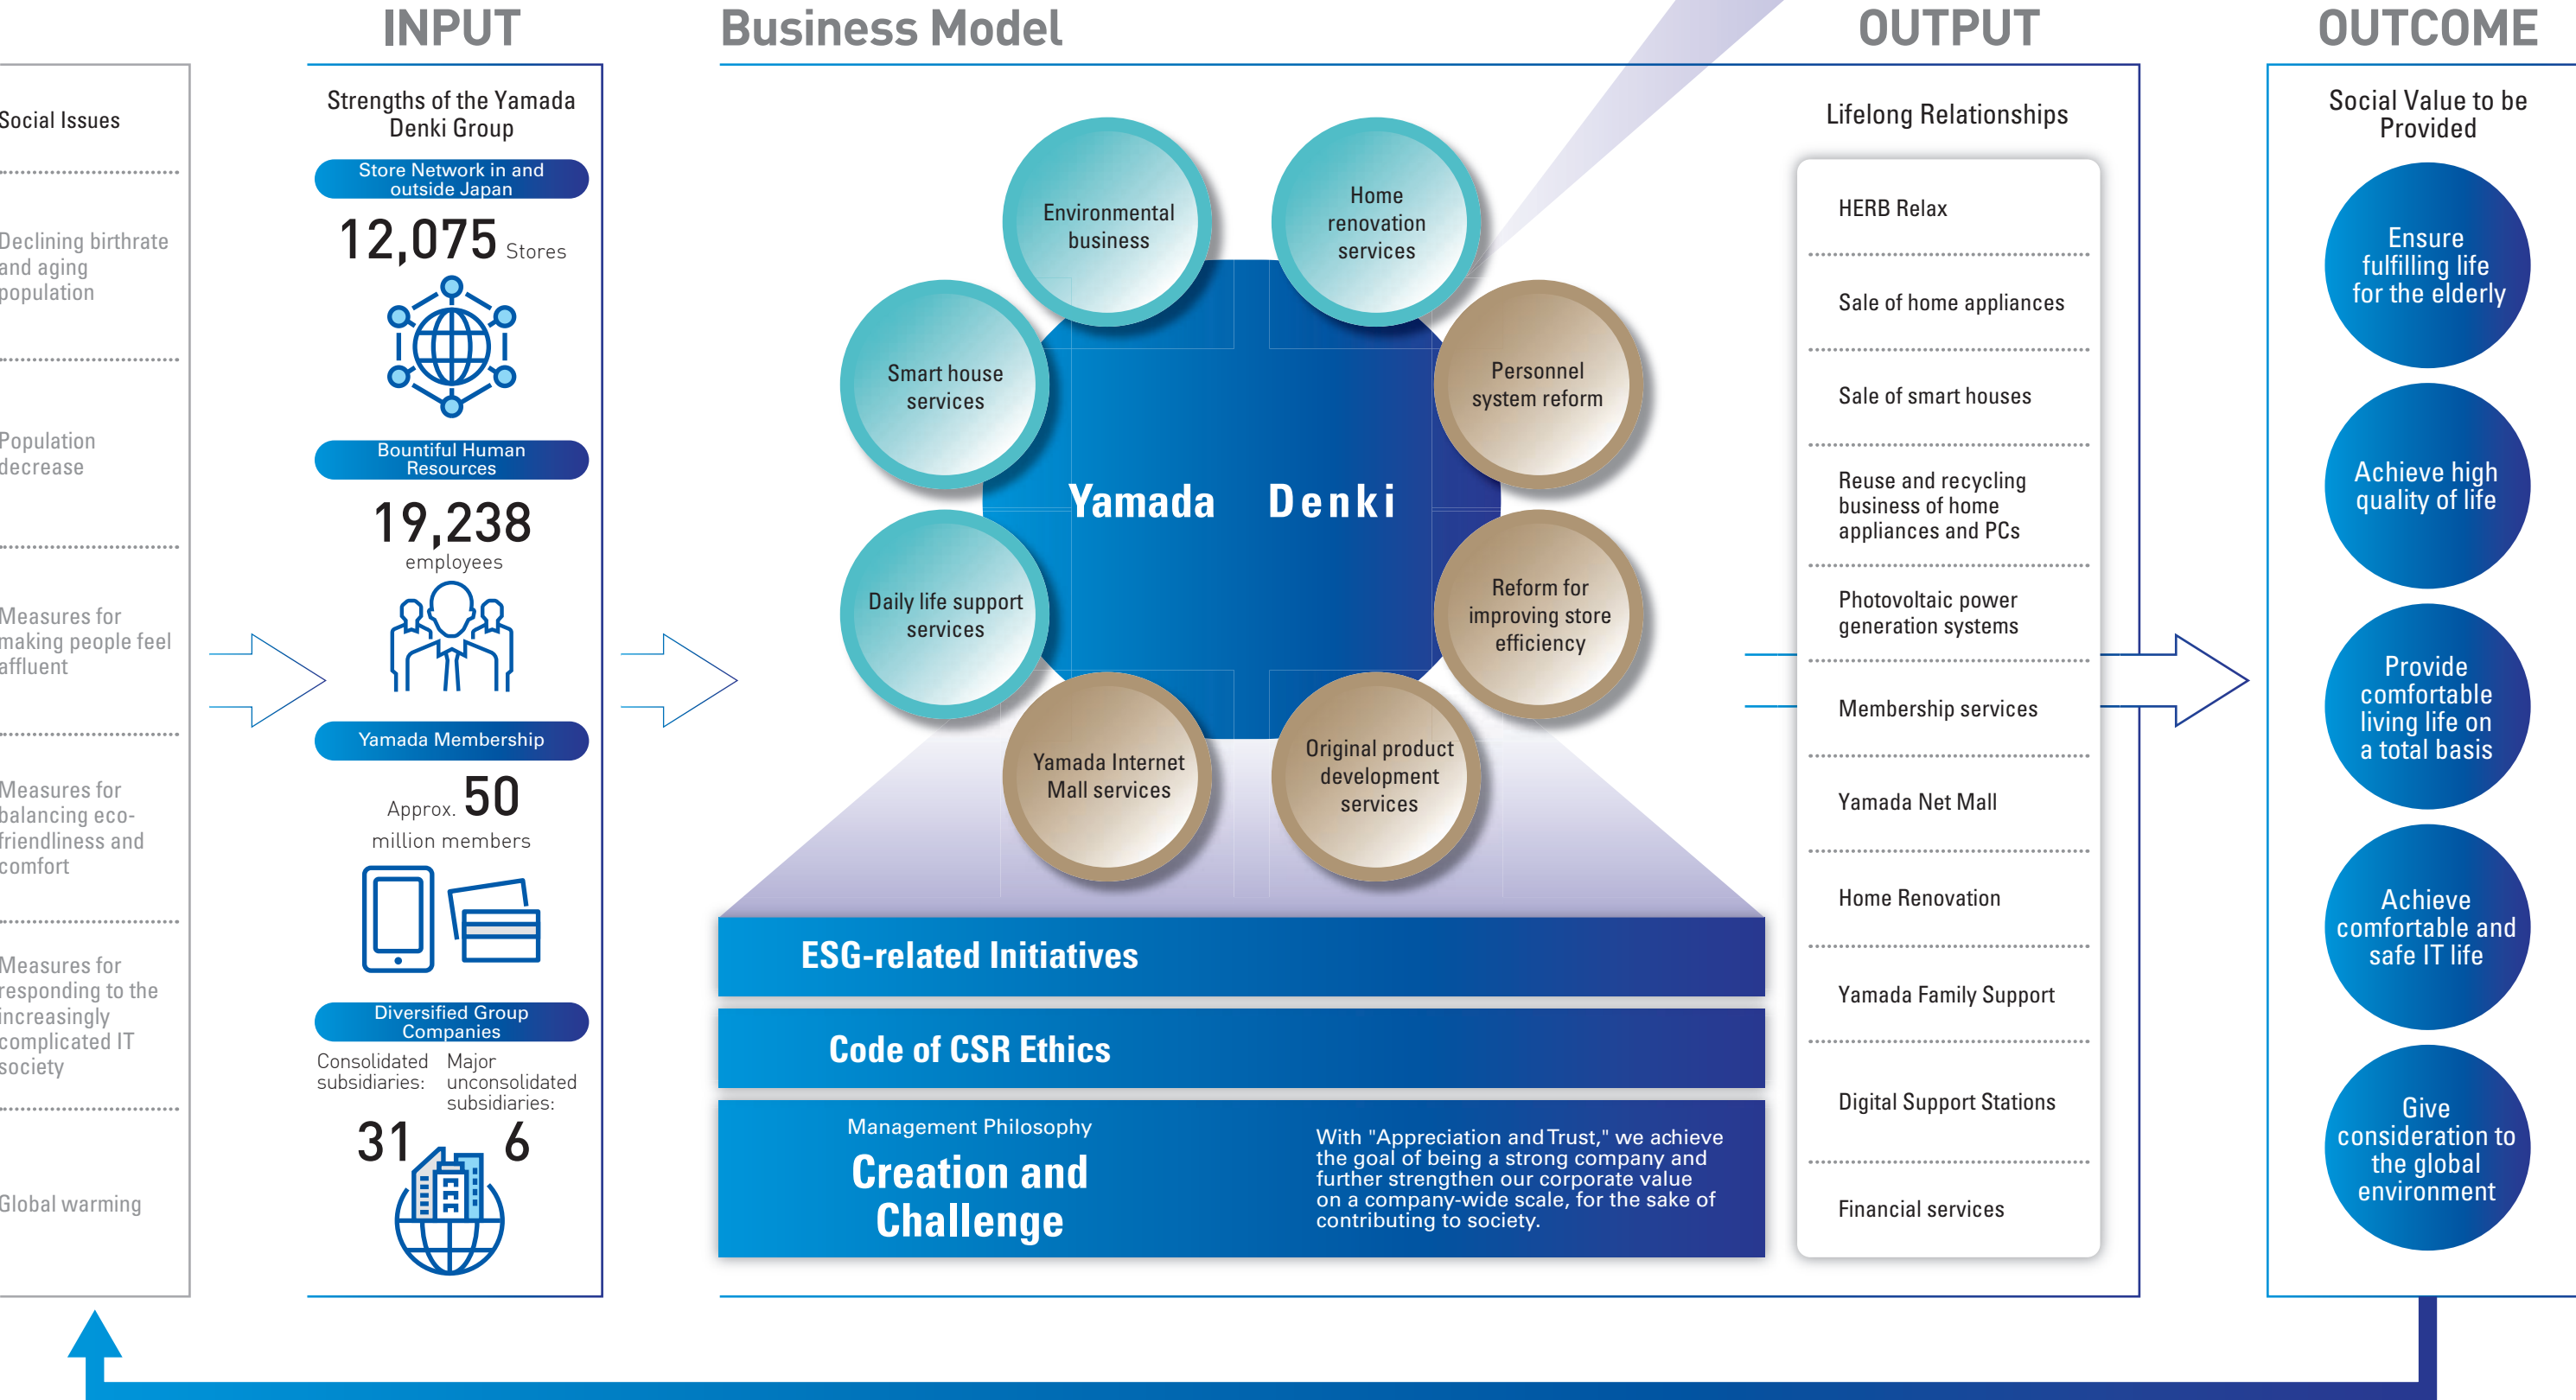 INPUT
Business Model
OUTPUT
OUTCOME
Social Issues
Declining birthrate
and aging
population
Population
decrease
Measures for
making people feel
affluent
Measures for
balancing eco-
friendliness and
comfort
Measures for
responding to the
increasingly
complicated IT
society
Global warming
Strengths of the Yamada
Denki Group
Store Network in and
outside Japan
12,075 Stores
Bountiful Human
Resources
19,238
employees
Yamada Membership
Approx. 50
million members
Diversified Group
Companies
Consolidated
subsidiaries:
31
Major
unconsolidated
subsidiaries:
6
Environmental
business
Home
renovation
services
Smart house
services
Personnel
system reform
Yamada Denki
Daily life support
services
Reform for
improving store
efficiency
Yamada Internet
Mall services
Original product
development
services
ESG-related Initiatives
Code of CSR Ethics
Management Philosophy
Creation and
Challenge
With "Appreciation and Trust," we achieve
the goal of being a strong company and
further strengthen our corporate value
on a company-wide scale, for the sake of
contributing to society.
Lifelong Relationships
HERB Relax
Sale of home appliances
Sale of smart houses
Reuse and recycling
business of home
appliances and PCs
Photovoltaic power
generation systems
Membership services
Yamada Net Mall
Home Renovation
Yamada Family Support
Digital Support Stations
Financial services
Social Value to be
Provided
Ensure
fulfilling life
for the elderly
Achieve high
quality of life
Provide
comfortable
living life on
a total basis
Achieve
comfortable and
safe IT life
Give
consideration to
the global
environment